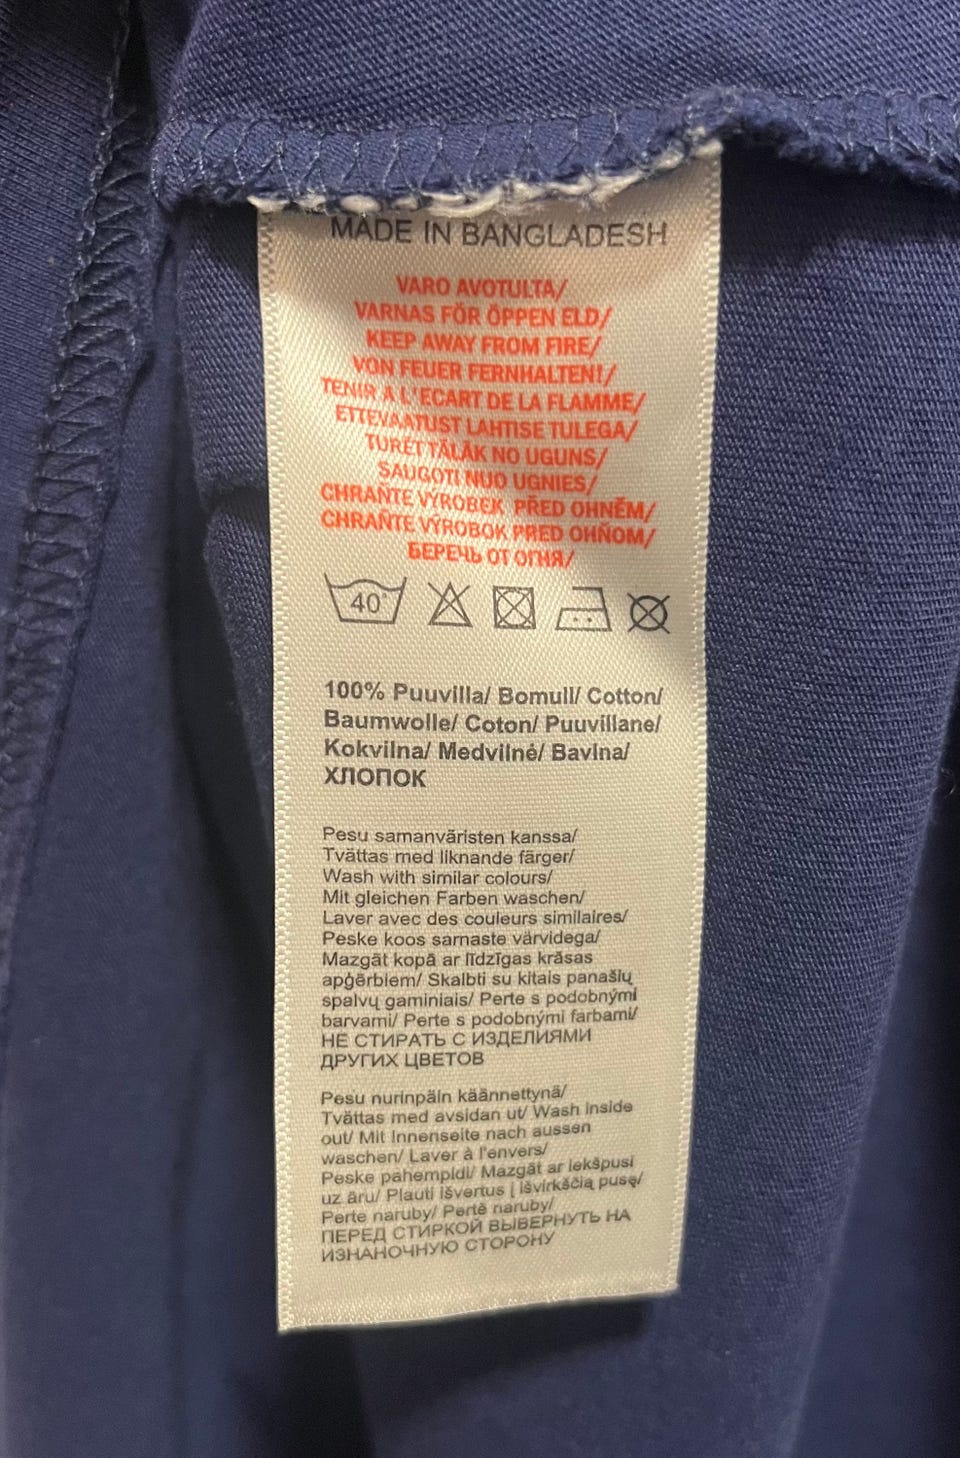 MADE IN BANGLADESH
VARO AVOTULTA/
VARNAS FÖR ÖPPEN ELD/
KEEP AWAY FROM FIRE/
VON FEUER FERNHALTEN!/
TENIR A L'ECART DE LA FLAMME/
ETTEVAATUST LAHTISE TULEGA/
TURĒT TĀLĀK NO UGUNS/
SAUGOTI NUO UGNIES/
CHRAŇTE VÝROBEK PŘED OHNĚM/
CHRAŇTE VÝROBOK PRED OHŇOM/
БЕРЕЧЬ ОТ ОГНЯ/
40°
100% Puuvilla/ Bomull/ Cotton/
Baumwolle/ Coton/ Puuvillane/
Kokvilna/ Medvilnė/ Bavlna/
ХЛОПОК
Pesu samanväristen kanssa/
Tvättas med liknande färger/
Wash with similar colours/
Mit gleichen Farben waschen/
Laver avec des couleurs similaires/
Peske koos sarnaste värvidega/
Mazgāt kopā ar līdzīgas krāsas
apģērbiem/ Skalbti su kitais panašių
spalvų gaminiais/ Perte s podobnými
barvami/ Perte s podobnými farbami/
НЕ СТИРАТЬ С ИЗДЕЛИЯМИ
ДРУГИХ ЦВЕТОВ
Pesu nurinpäin käännettynä/
Tvättas med avsidan ut/ Wash inside
out/ Mit Innenseite nach aussen
waschen/ Laver à l'envers/
Peske pahempidi/ Mazgāt ar iekšpusi
uz āru/ Plauti išvertus į išvirkščią pusę/
Perte naruby/ Pertě naruby/
ПЕРЕД СТИРКОЙ ВЫВЕРНУТЬ НА
ИЗНАНОЧНУЮ СТОРОНУ